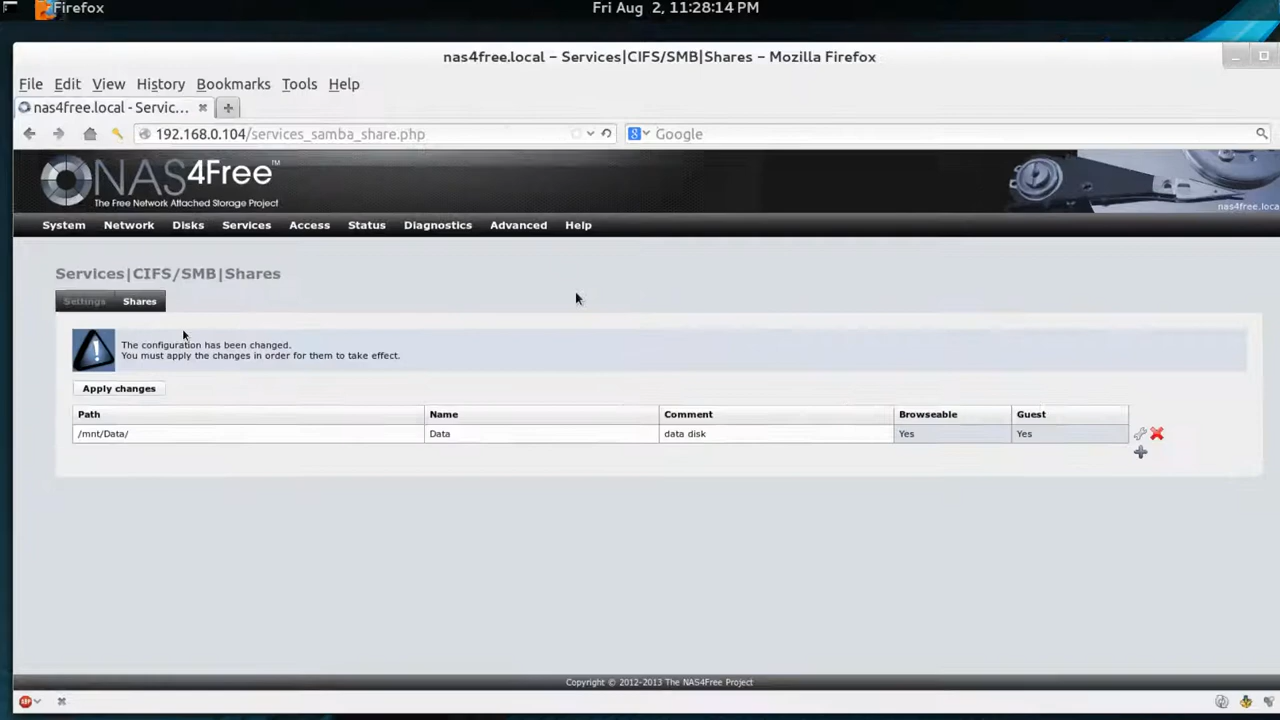 Firefox
Fri Aug 2, 11:28:14 PM
nas4free.local – Services|CIFS/SMB|Shares – Mozilla Firefox
File Edit View History Bookmarks Tools Help
nas4free.local - Servic...
192.168.0.104/services_samba_share.php
Google
NAS4Free™
The Free Network Attached Storage Project
nas4free.loca
System Network Disks Services Access Status Diagnostics Advanced Help
Services|CIFS/SMB|Shares
Settings Shares
The configuration has been changed.
You must apply the changes in order for them to take effect.
Apply changes
Path Name Comment Browseable Guest
/mnt/Data/ Data data disk Yes Yes
Copyright © 2012-2013 The NAS4Free Project